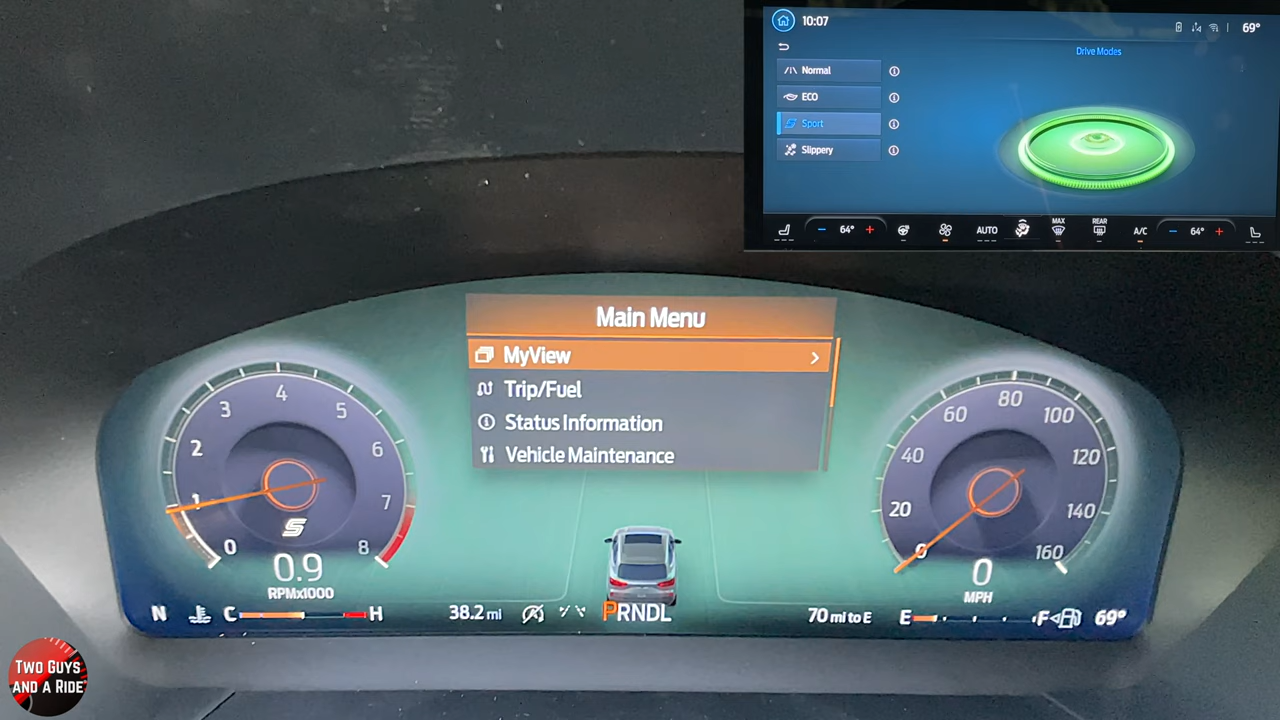 10:07
69°
Drive Modes
Normal
ECO
Sport
Slippery
64°
AUTO
MAX
REAR
A/C
64°
Main Menu
MyView
Trip/Fuel
Status Information
Vehicle Maintenance
0
1
2
3
4
5
6
7
8
S
0.9
RPMx1000
0
20
40
60
80
100
120
140
160
0
MPH
N
C
H
38.2 mi
PRNDL
70 mi to E
E
F
69°
TWO GUYS
AND A RIDE